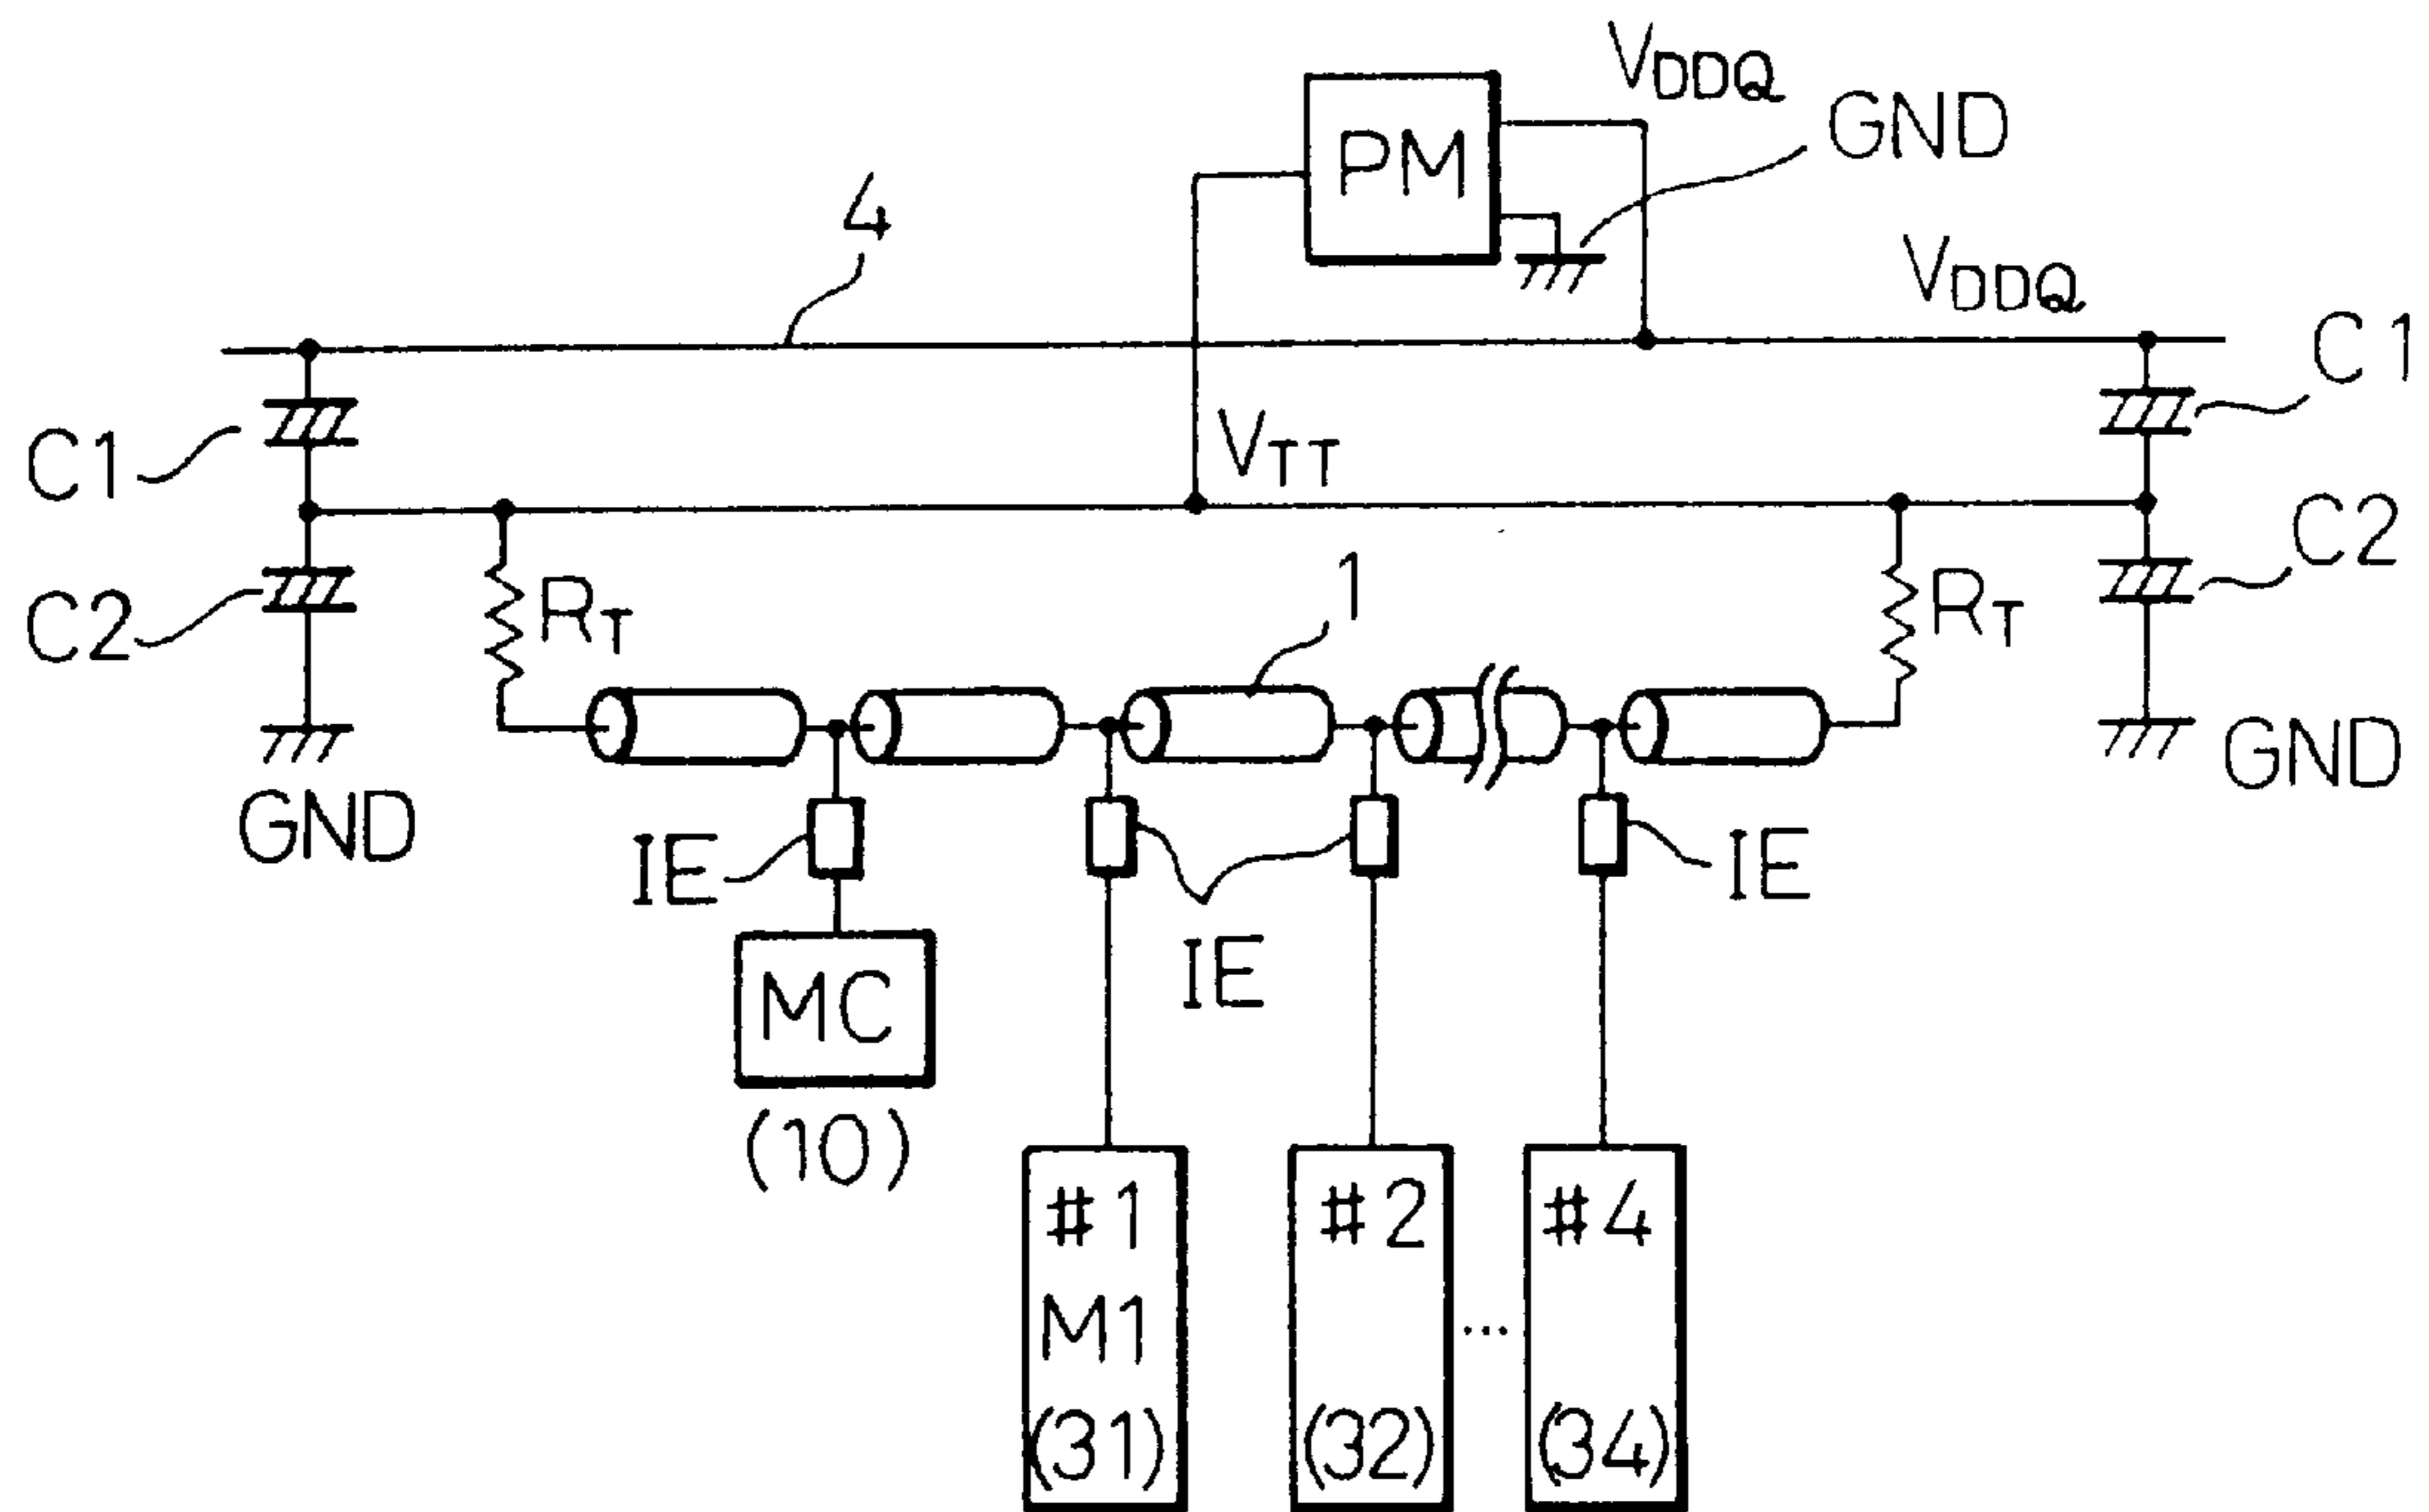 VDDQ
GND
PM
4
VDDQ
C1
C1
VTT
C2
C2
RT
1
RT
GND
GND
IE
IE
IE
MC
(10)
#1
M1
(31)
#2
(32)
...
#4
(34)